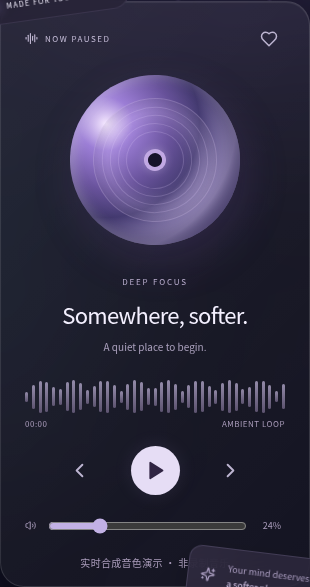 MADE FOR
NOW PAUSED
DEEP FOCUS
Somewhere, softer.
A quiet place to begin.
00:00
AMBIENT LOOP
24%
实时合成音色演示 · 非
Your mind deserves